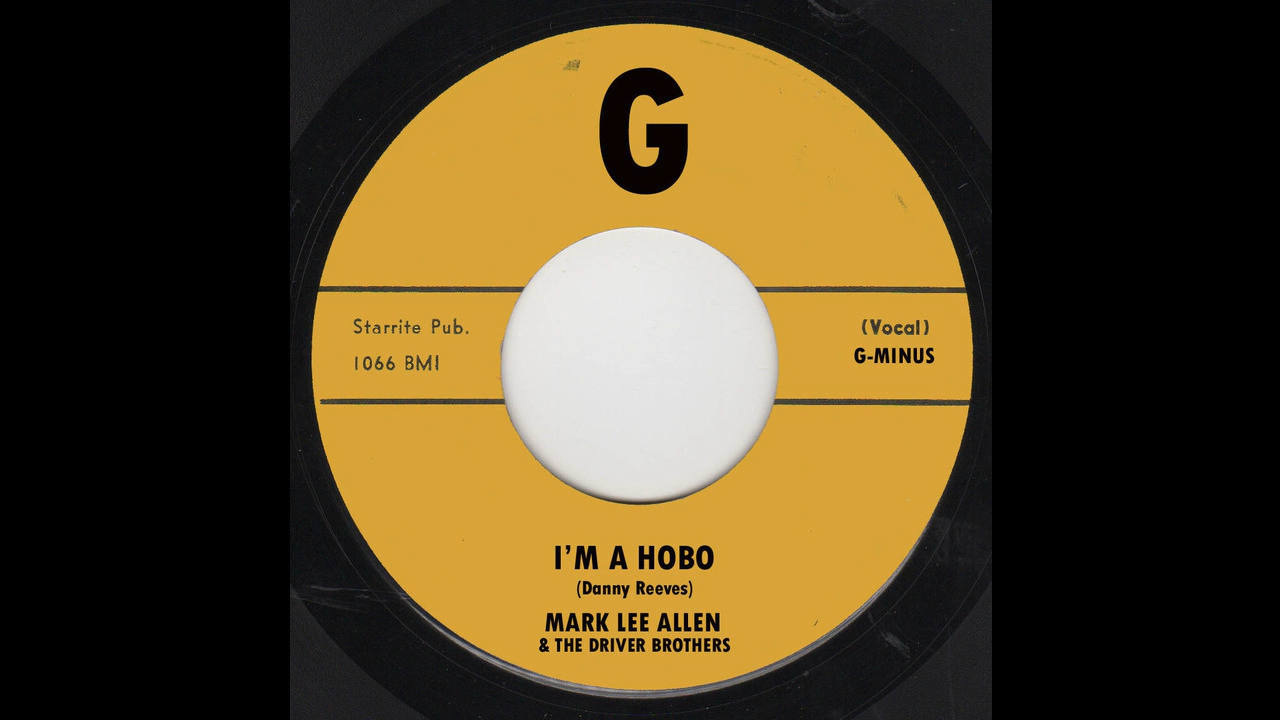 G
Starrite Pub.
1066 BMI
(Vocal)
G-MINUS
I'M A HOBO
(Danny Reeves)
MARK LEE ALLEN
& THE DRIVER BROTHERS